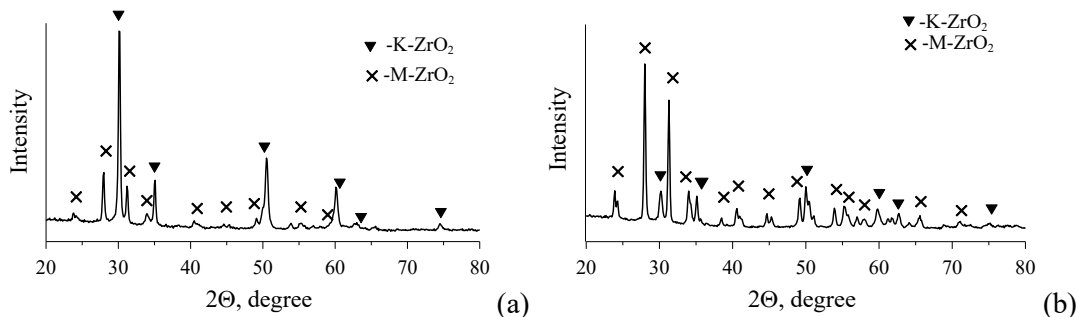 ▼ -K-ZrO₂
× -M-ZrO₂
Intensity
20 30 40 50 60 70 80
2Θ, degree
(a)
▼ -K-ZrO₂
× -M-ZrO₂
Intensity
20 30 40 50 60 70 80
2Θ, degree
(b)